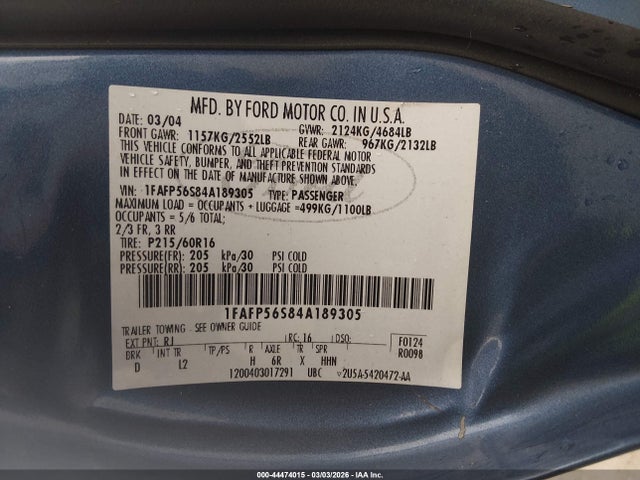 MFD. BY FORD MOTOR CO. IN U.S.A.
DATE: 03/04 GVWR: 2124KG/4684LB
FRONT GAWR: 1157KG/2552LB REAR GAWR: 967KG/2132LB
THIS VEHICLE CONFORMS TO ALL APPLICABLE FEDERAL MOTOR
VEHICLE SAFETY, BUMPER, AND THEFT PREVENTION STANDARDS
IN EFFECT ON THE DATE OF MANUFACTURE SHOWN ABOVE.
VIN: 1FAFP56S84A189305 TYPE: PASSENGER
MAXIMUM LOAD = OCCUPANTS + LUGGAGE =499KG/1100LB
OCCUPANTS = 5/6 TOTAL;
2/3 FR, 3 RR
TIRE: P215/60R16
PRESSURE(FR): 205 kPa/30 PSI COLD
PRESSURE(RR): 205 kPa/30 PSI COLD
1FAFP56S84A189305
TRAILER TOWING - SEE OWNER GUIDE
EXT PNT: RJ RC: 16 DSO: F0124
BRK INT TR TP/PS R AXLE TR SPR R0098
D L2 H 6R X HHN
1200403017291 UBC 2U5A-5420472-AA
000-44474015 - 03/03/2026 - IAA Inc.